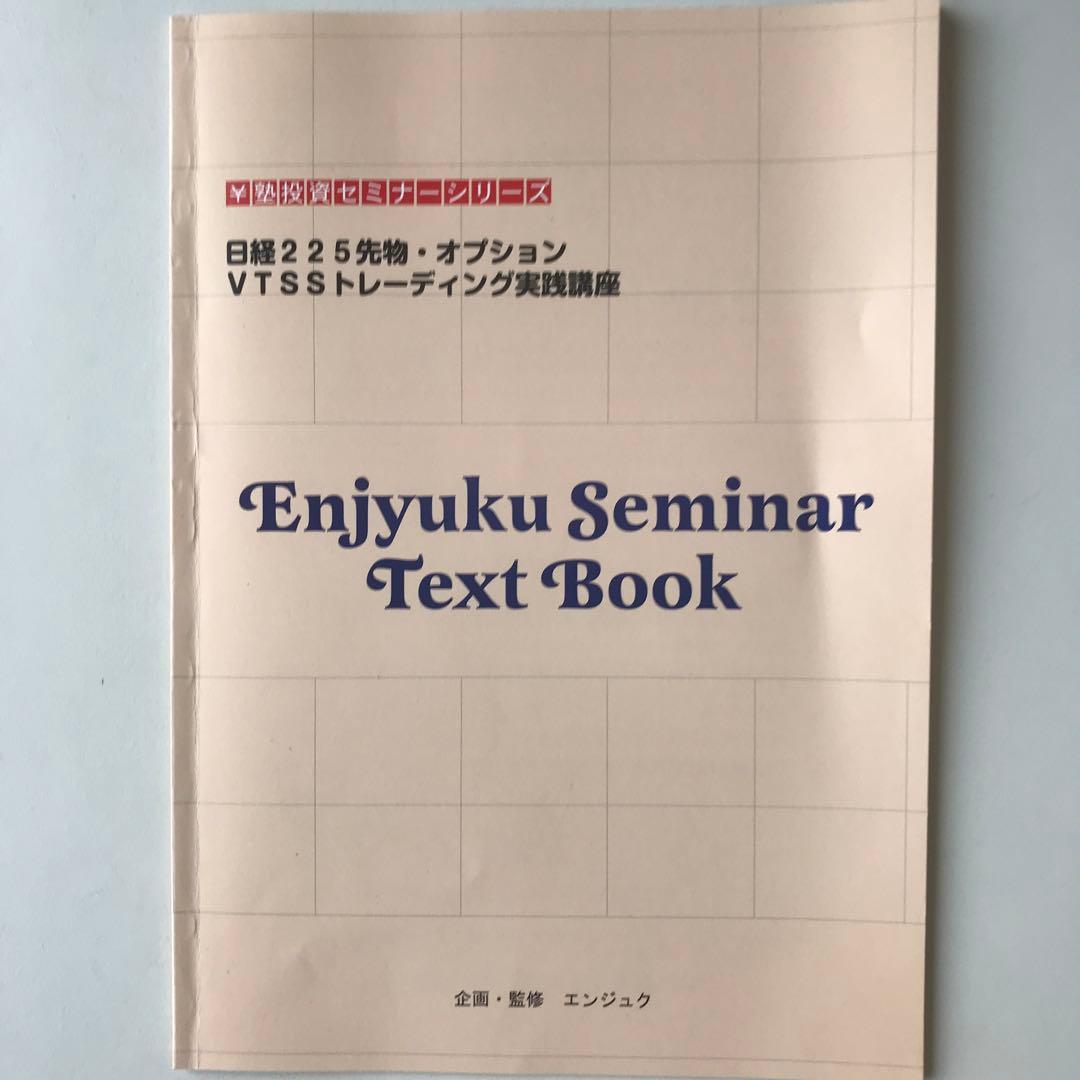 ¥塾投資セミナーシリーズ
日経２２５先物・オプション
ＶＴＳＳトレーディング実践講座
Enjyuku Seminar
Text Book
企画・監修　エンジュク